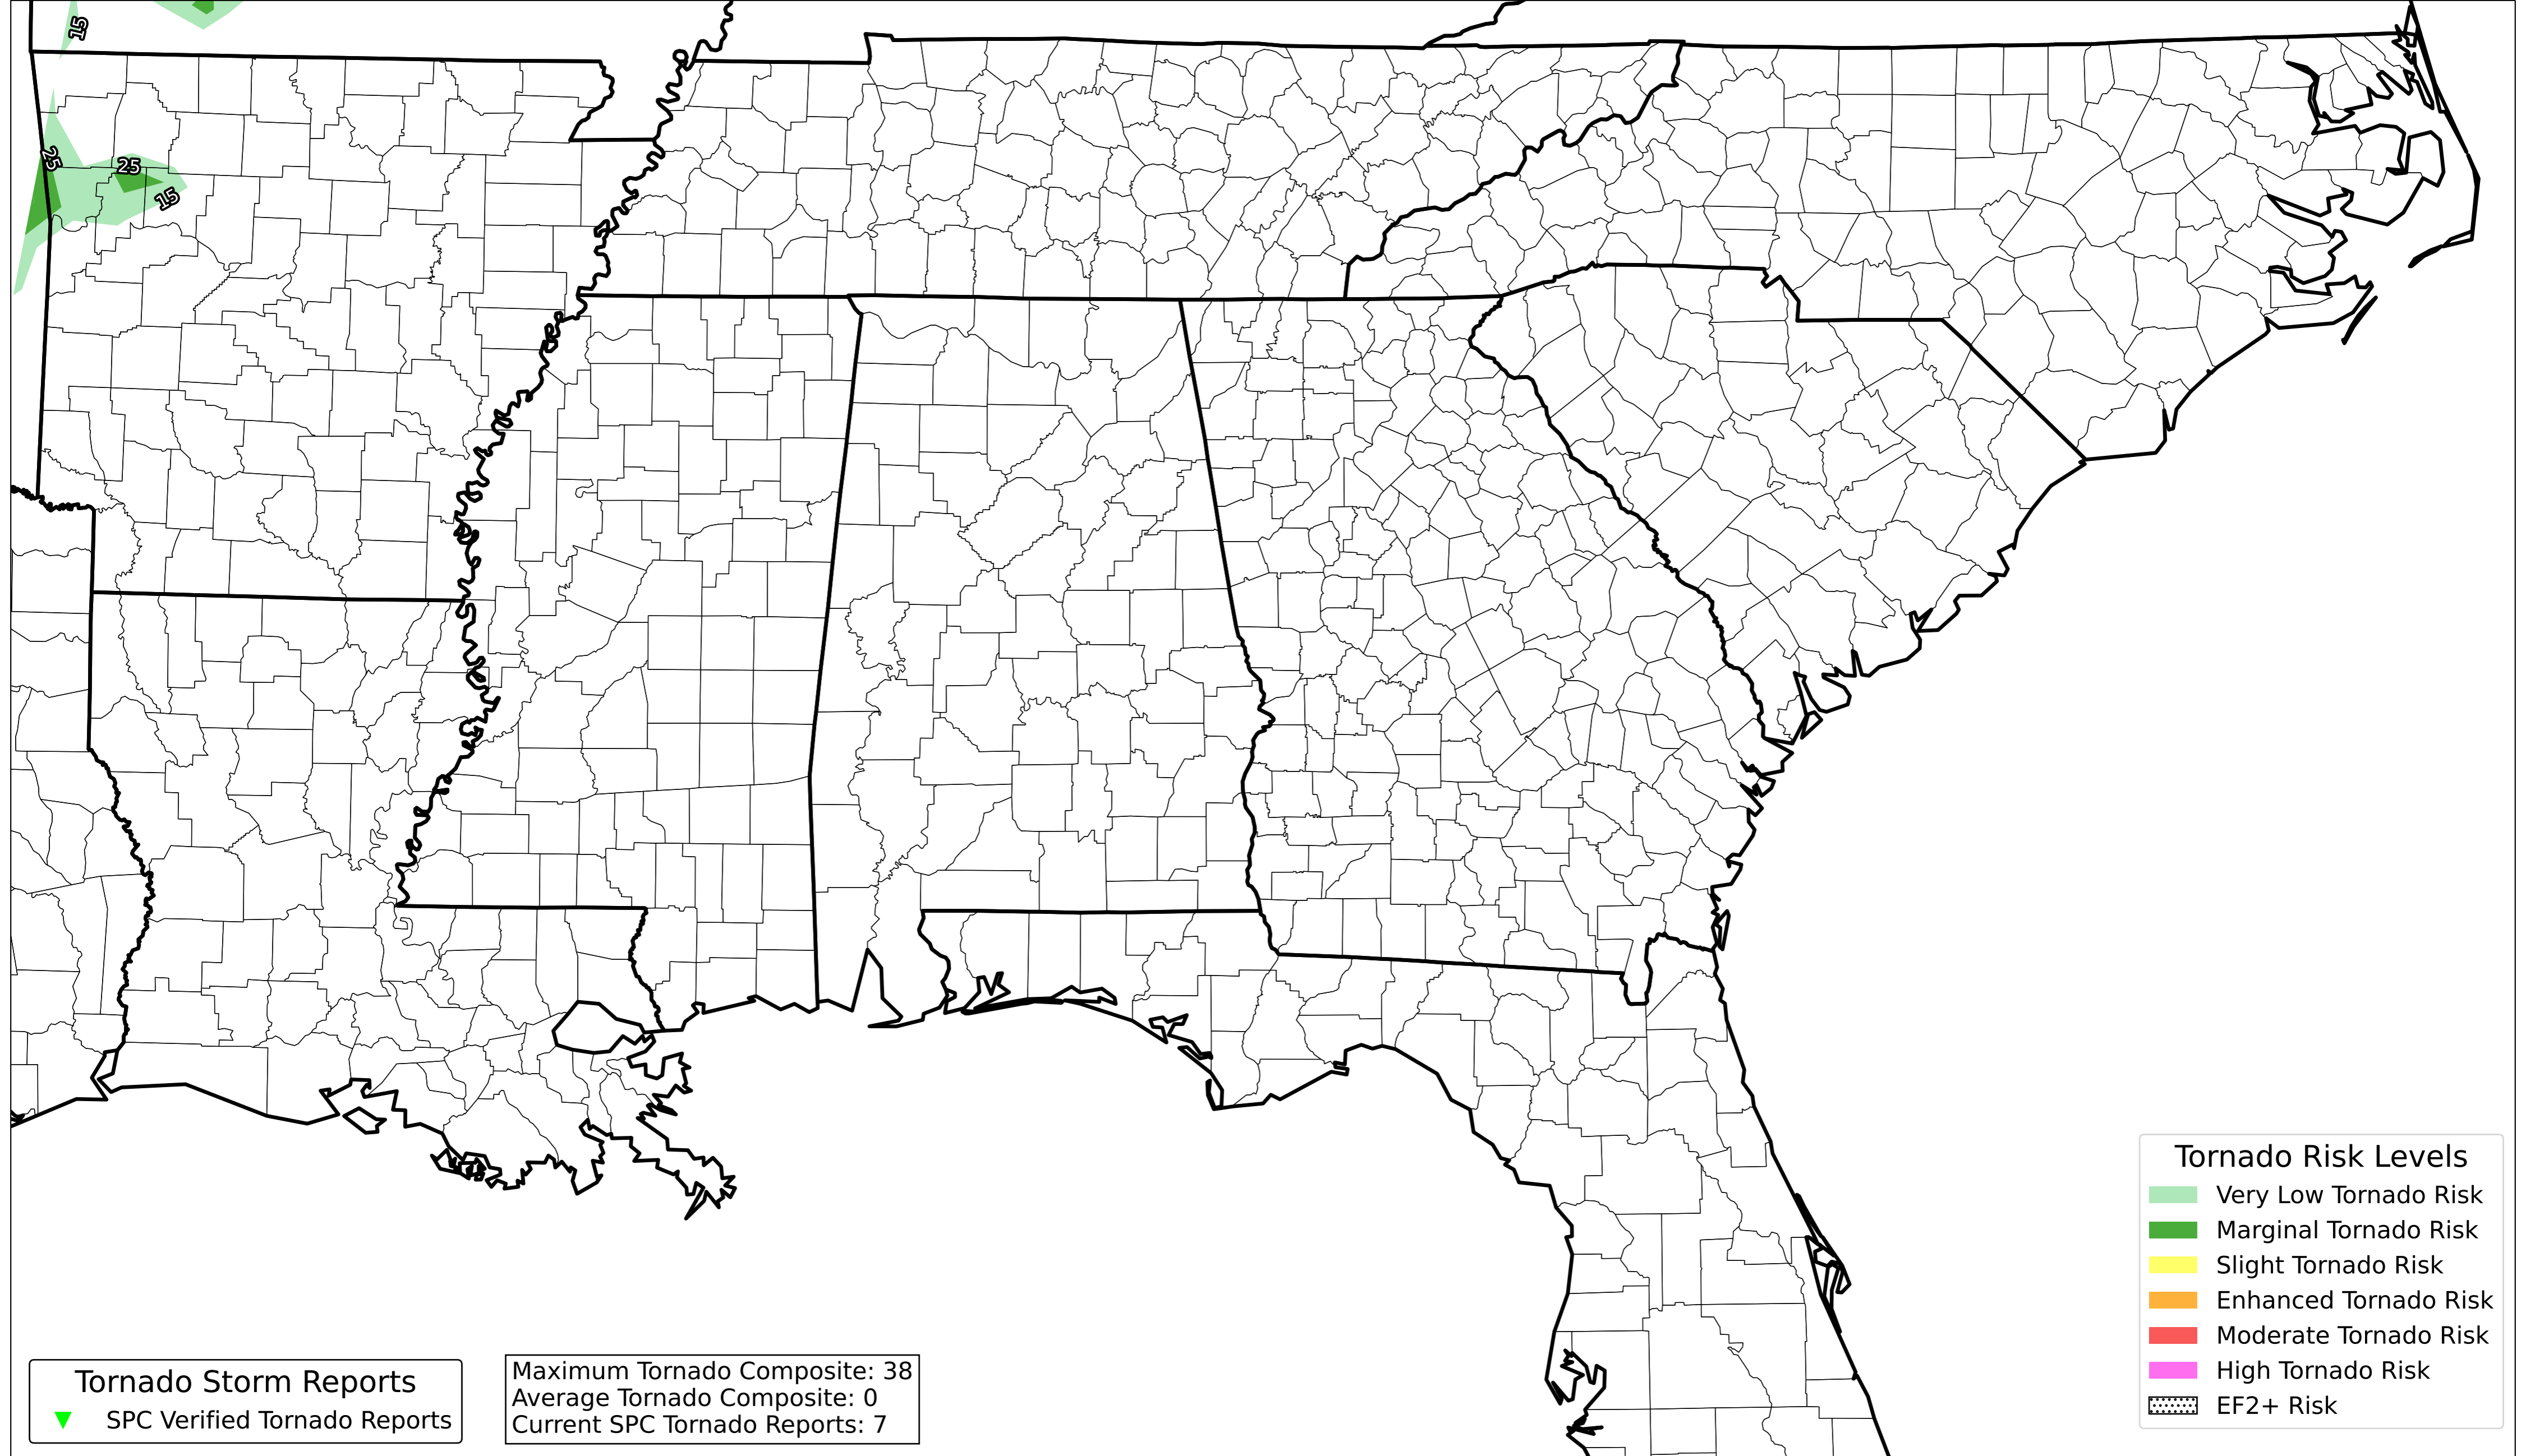 15
25
25
15
Tornado Risk Levels
Very Low Tornado Risk
Marginal Tornado Risk
Slight Tornado Risk
Enhanced Tornado Risk
Moderate Tornado Risk
High Tornado Risk
EF2+ Risk
Tornado Storm Reports
SPC Verified Tornado Reports
Maximum Tornado Composite: 38
Average Tornado Composite: 0
Current SPC Tornado Reports: 7